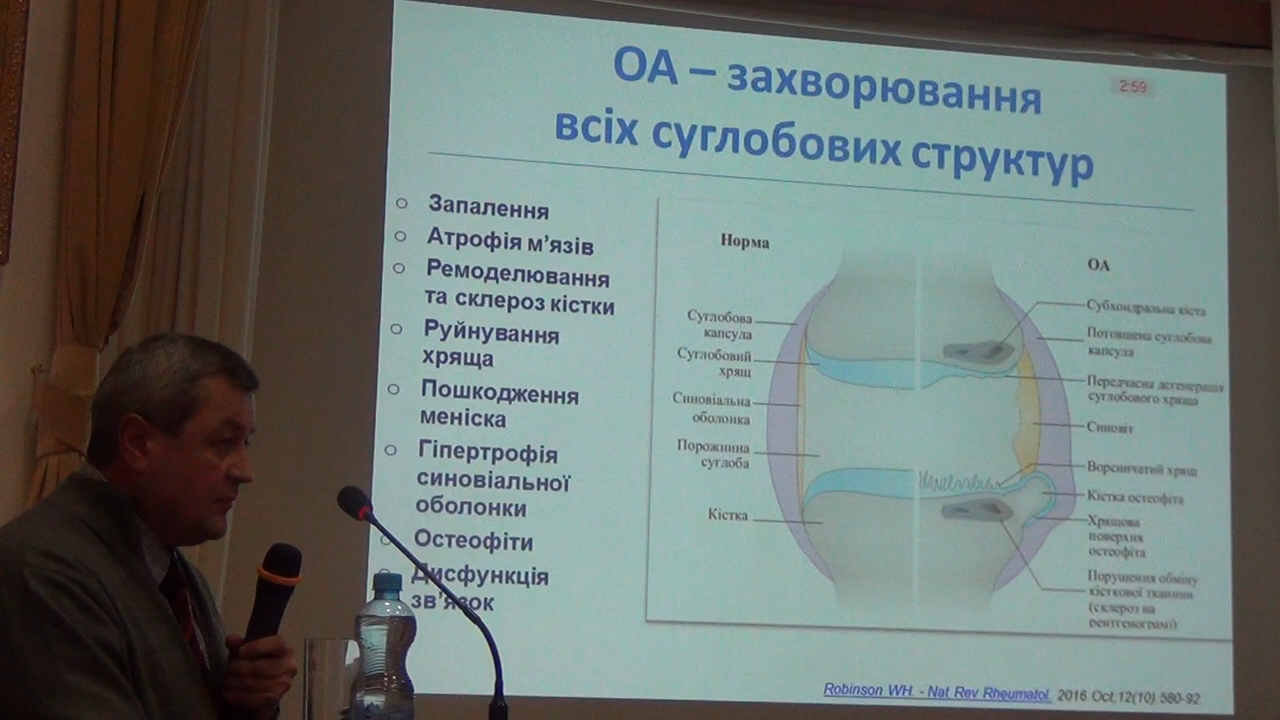 ОА – захворювання
2:59
всіх суглобових структур
Запалення
Атрофія м'язів
Ремоделювання
та склероз кістки
Руйнування
хряща
Пошкодження
меніска
Гіпертрофія
синовіальної
оболонки
Остеофіти
Дисфункція
зв'язок
Норма
Суглобова
капсула
Суглобовий
хрящ
Синовіальна
оболонка
Порожнина
суглоба
Кістка
ОА
Субхондральна кіста
Потовщена суглобова
капсула
Передчасна дегенерація
суглобового хряща
Синовіт
Ворсинчатий хрящ
Кістка остеофіта
Хрящова
поверхня
остеофіта
Порушення обміну
кісткової тканини
(склероз на
рентгенограмі)
Robinson WH. - Nat Rev Rheumatol. 2016 Oct;12(10):580-92